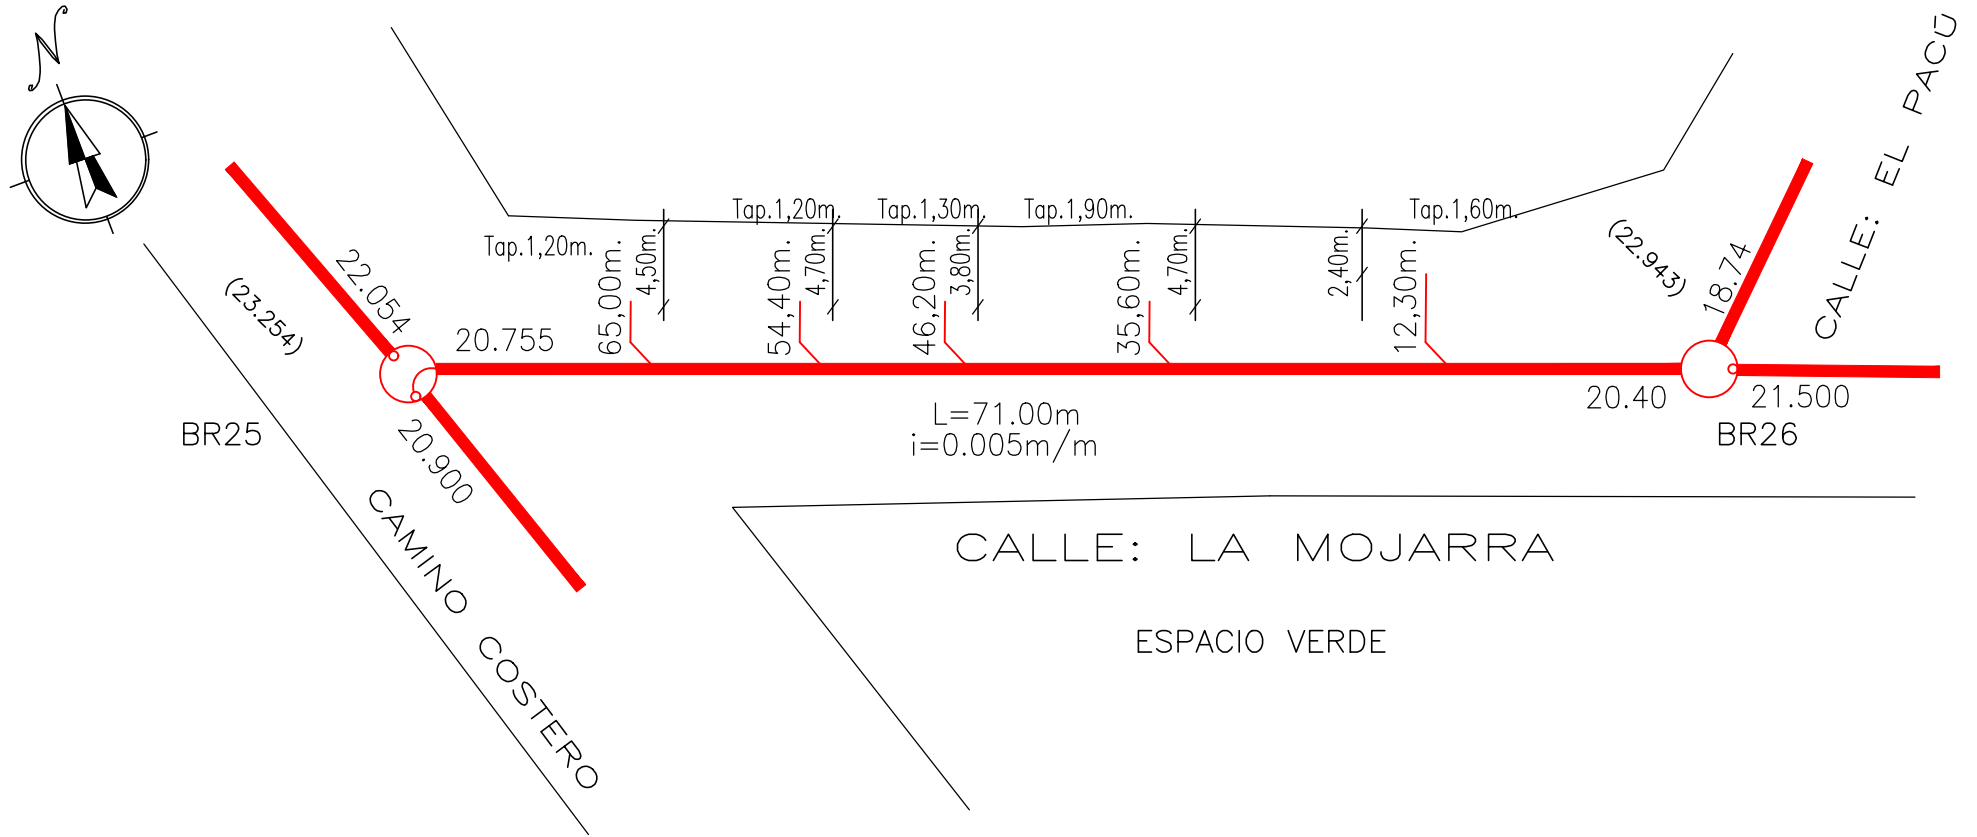 N
Tap.1,20m.
Tap.1,20m.
Tap.1,30m.
Tap.1,90m.
Tap.1,60m.
4,50m.
4,70m.
3,80m.
4,70m.
2,40m.
65,00m.
54,40m.
46,20m.
35,60m.
12,30m.
22.054
(23.254)
20.755
20.900
BR25
L=71.00m
i=0.005m/m
(22.943)
18.74
20.40
21.500
BR26
CALLE: EL PACÚ
CAMINO COSTERO
CALLE: LA MOJARRA
ESPACIO VERDE